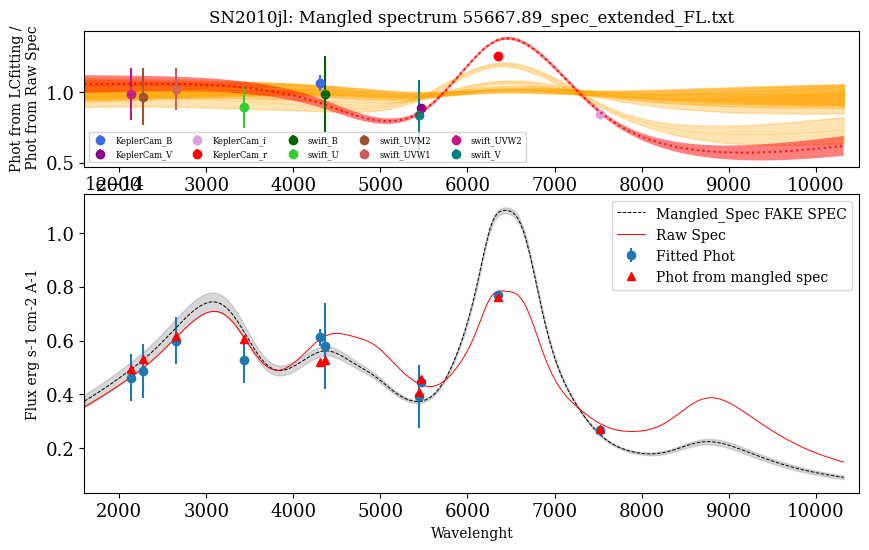 SN2010jl: Mangled spectrum 55667.89_spec_extended_FL.txt
Phot from LCfitting /
Phot from Raw Spec
1.0
0.5
KeplerCam_B
KeplerCam_V
KeplerCam_i
KeplerCam_r
swift_B
swift_U
swift_UVM2
swift_UVW1
swift_UVW2
swift_V
2000 3000 4000 5000 6000 7000 8000 9000 10000
1e−14
Flux erg s-1 cm-2 A-1
1.0
0.8
0.6
0.4
0.2
Mangled_Spec FAKE SPEC
Raw Spec
Fitted Phot
Phot from mangled spec
2000 3000 4000 5000 6000 7000 8000 9000 10000
Wavelenght